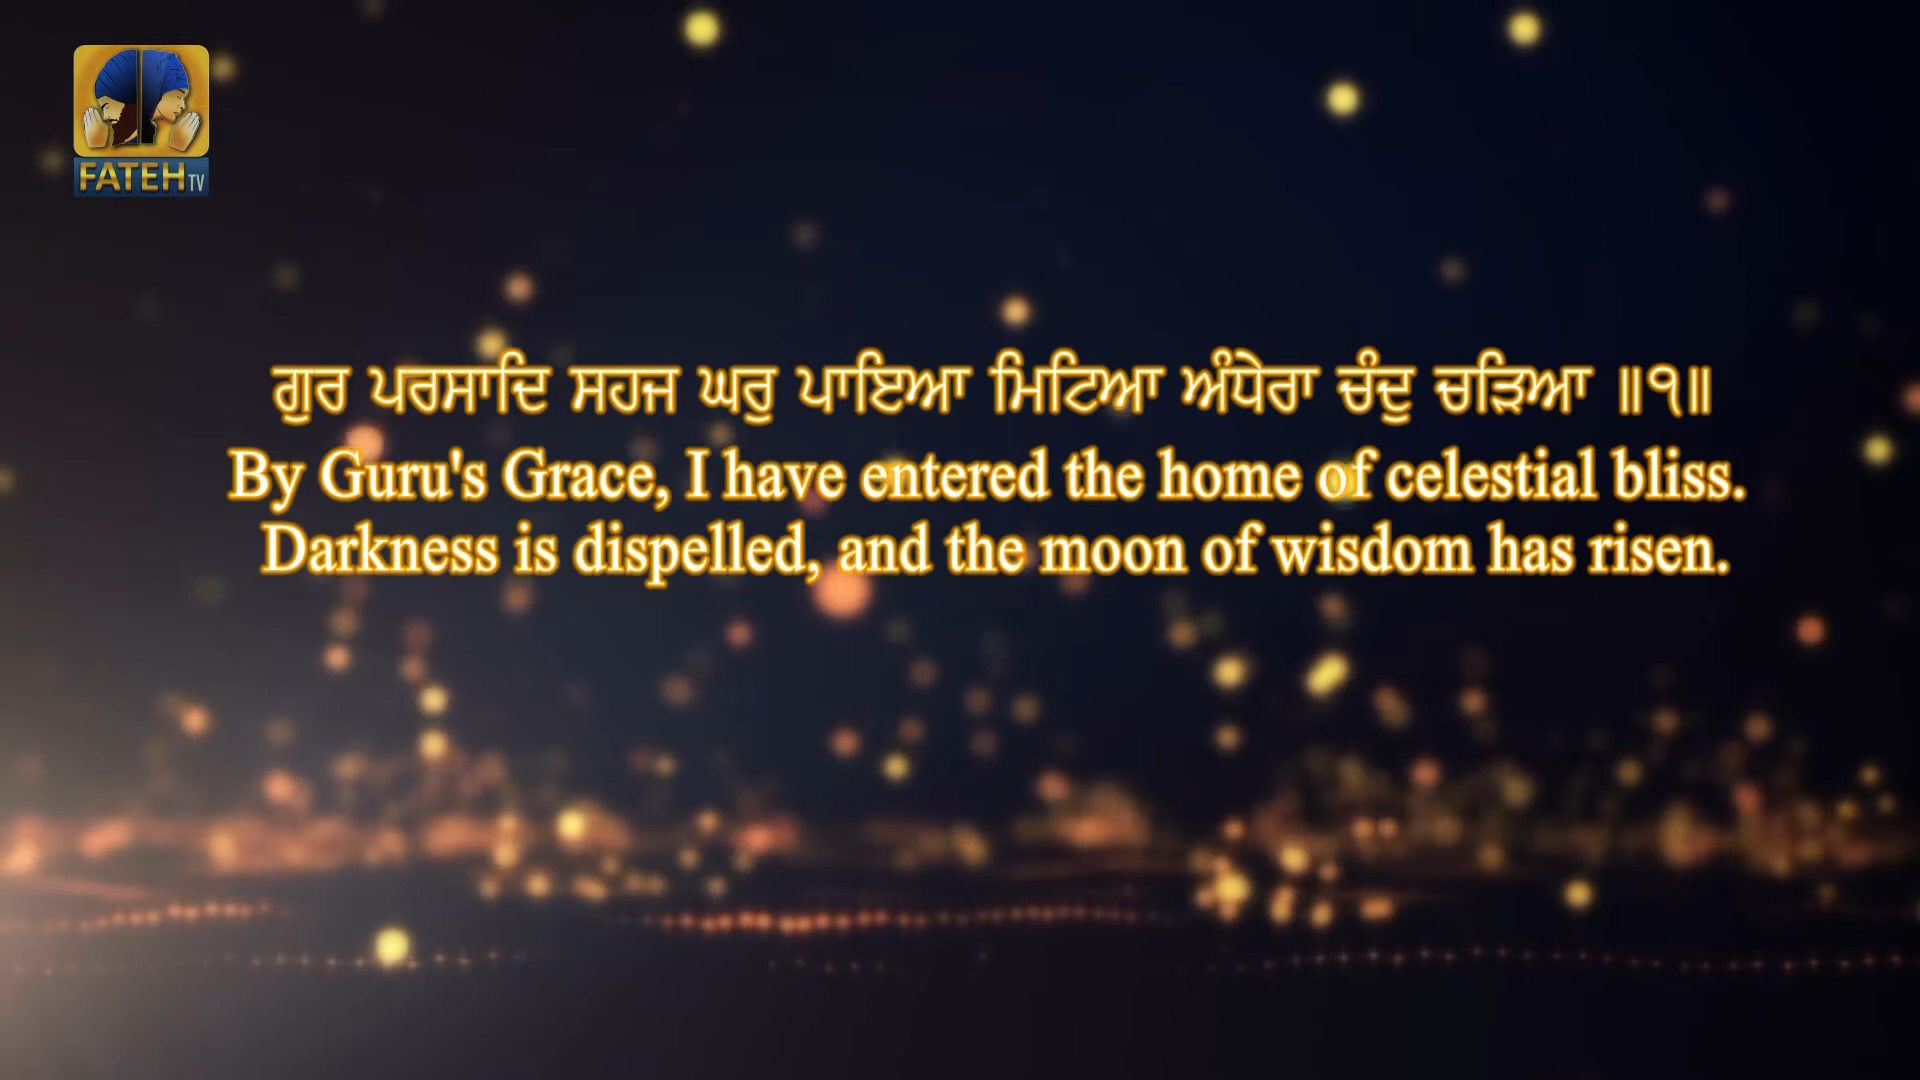 FATEH TV
ਗੁਰ ਪਰਸਾਦਿ ਸਹਜ ਘਰੁ ਪਾਇਆ ਮਿਟਿਆ ਅੰਧੇਰਾ ਚੰਦੁ ਚੜਿਆ ॥੧॥
By Guru's Grace, I have entered the home of celestial bliss.
Darkness is dispelled, and the moon of wisdom has risen.